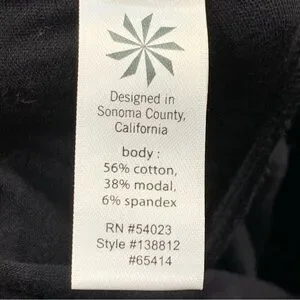 Designed in
Sonoma County,
California
body :
56% cotton,
38% modal,
6% spandex
RN #54023
Style #138812
#65414